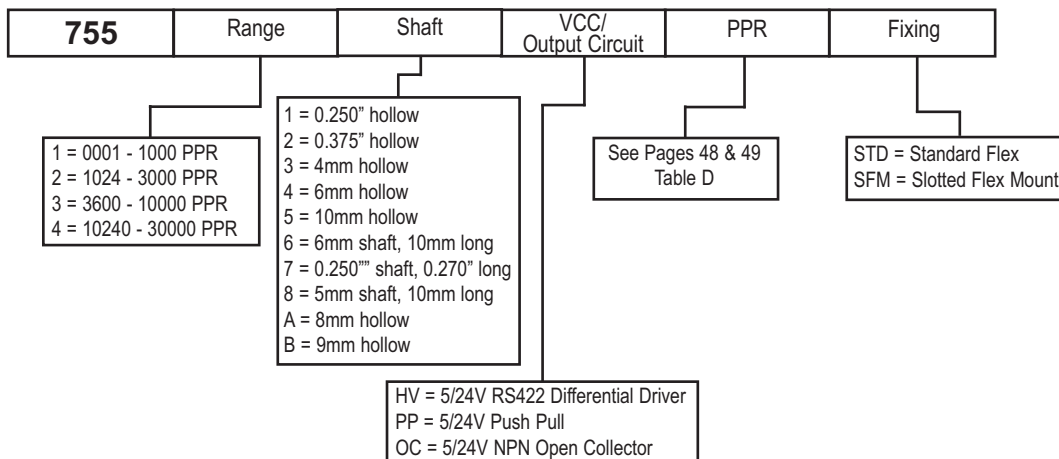 755
Range
Shaft
VCC/
Output Circuit
PPR
Fixing
1 = 0001 - 1000 PPR
2 = 1024 - 3000 PPR
3 = 3600 - 10000 PPR
4 = 10240 - 30000 PPR
1 = 0.250” hollow
2 = 0.375” hollow
3 = 4mm hollow
4 = 6mm hollow
5 = 10mm hollow
6 = 6mm shaft, 10mm long
7 = 0.250”” shaft, 0.270” long
8 = 5mm shaft, 10mm long
A = 8mm hollow
B = 9mm hollow
HV = 5/24V RS422 Differential Driver
PP = 5/24V Push Pull
OC = 5/24V NPN Open Collector
See Pages 48 & 49
Table D
STD = Standard Flex
SFM = Slotted Flex Mount